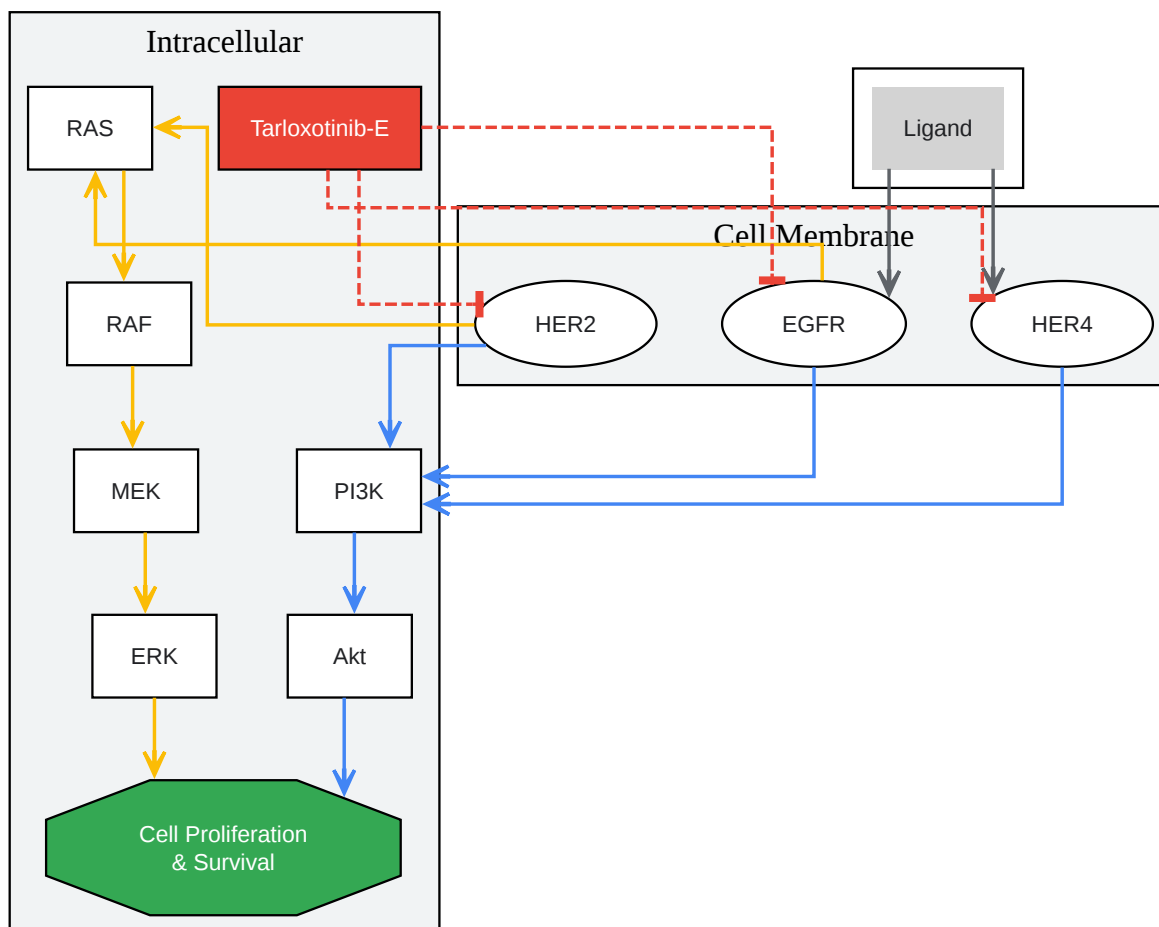 Intracellular
RAS
Tarloxotinib-E
Ligand
Cell Membrane
RAF
HER2
EGFR
HER4
MEK
PI3K
ERK
Akt
Cell Proliferation
& Survival